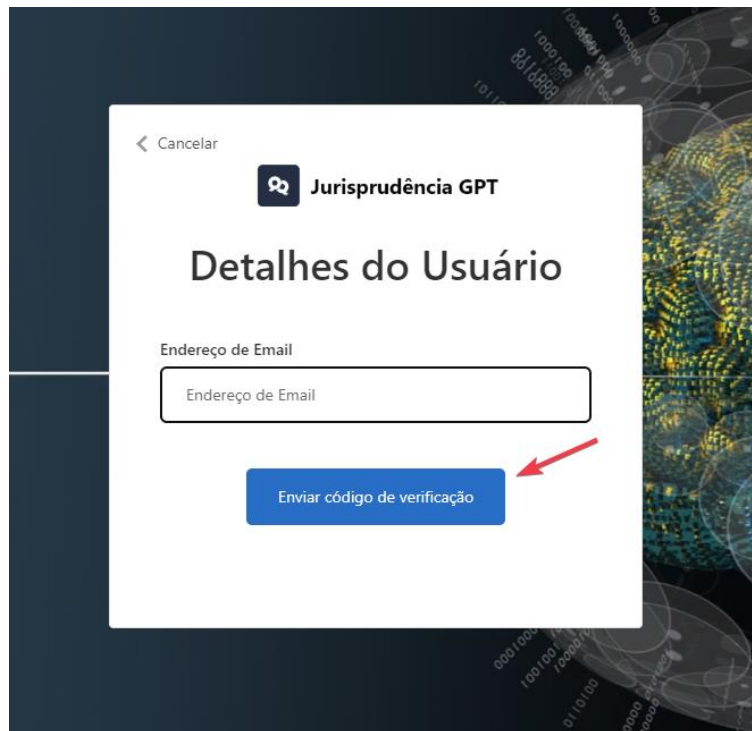 Cancelar
Jurisprudência GPT
Detalhes do Usuário
Endereço de Email
Endereço de Email
Enviar código de verificação